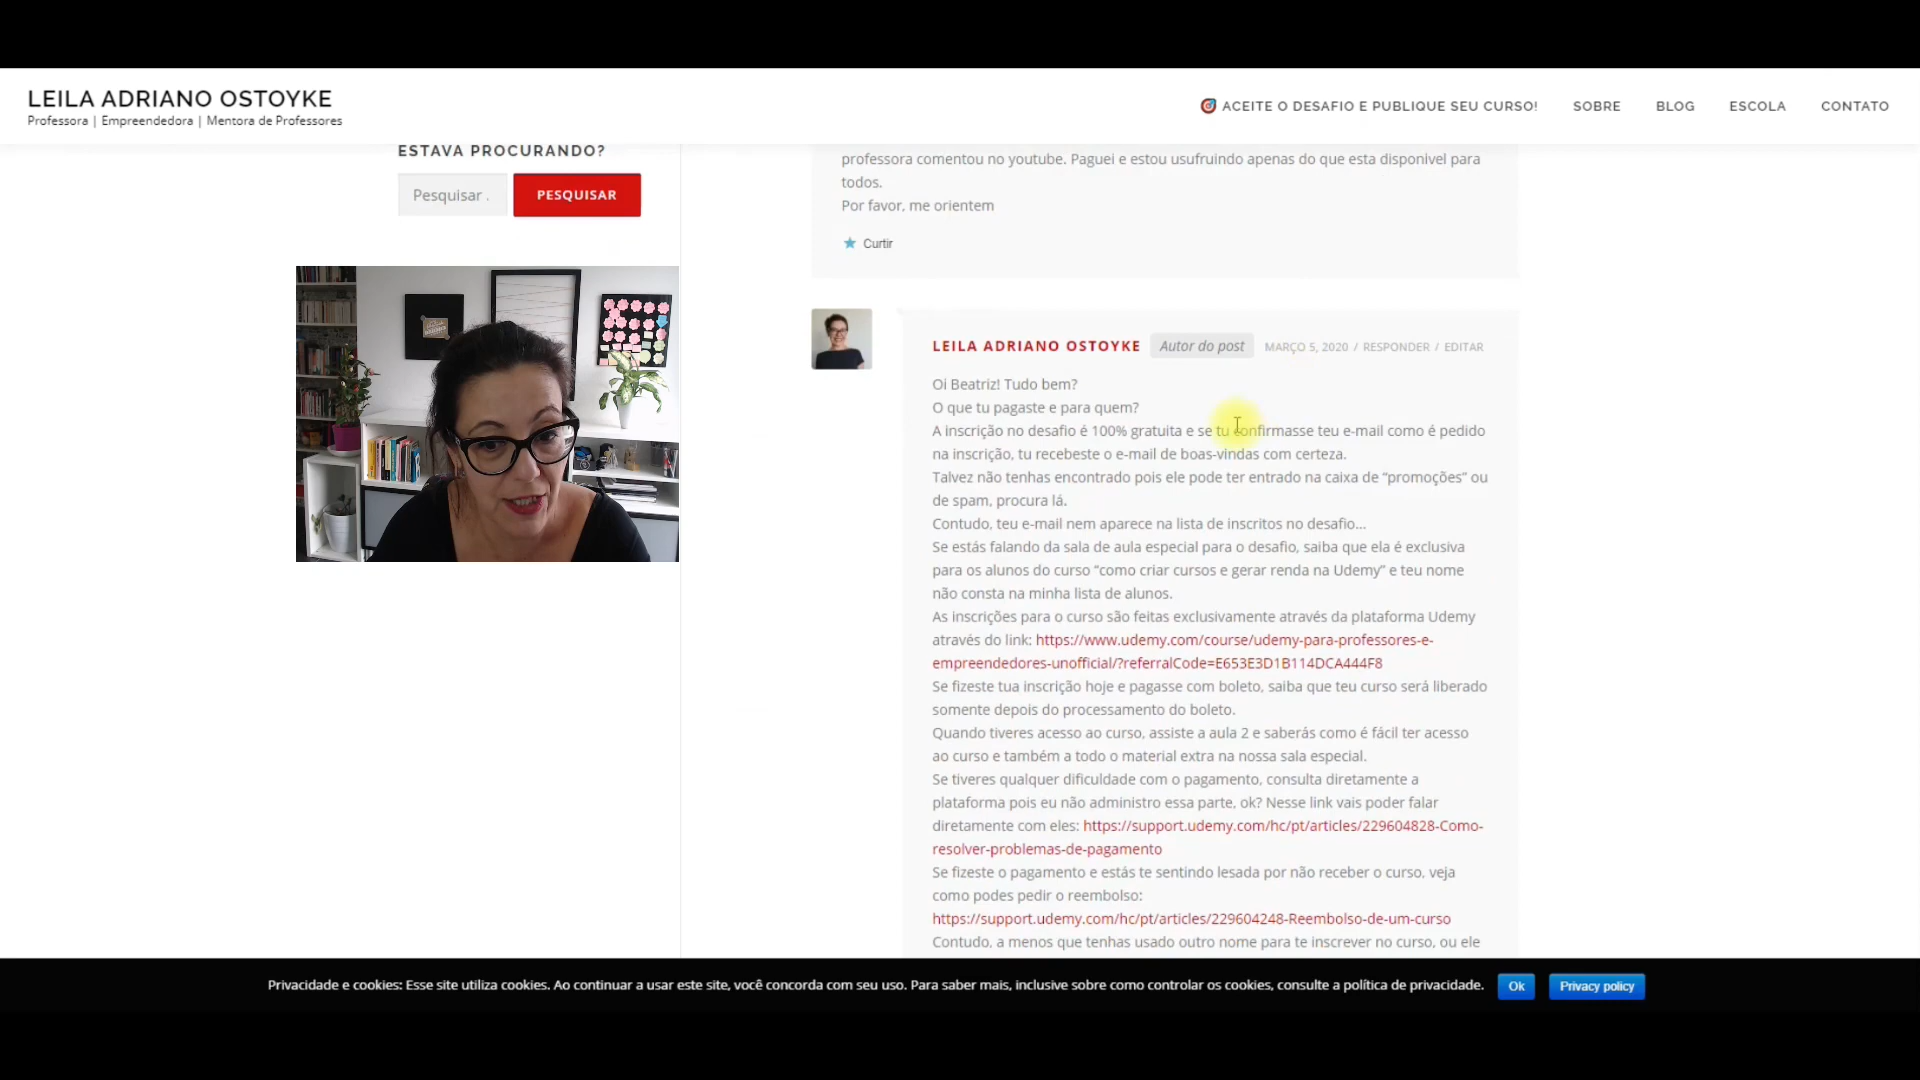 LEILA ADRIANO OSTOYKE
Professora | Empreendedora | Mentora de Professores
ACEITE O DESAFIO E PUBLIQUE SEU CURSO!
SOBRE
BLOG
ESCOLA
CONTATO
ESTAVA PROCURANDO?
Pesquisar .
PESQUISAR
professora comentou no youtube. Paguei e estou usufruindo apenas do que esta disponivel para
todos.
Por favor, me orientem
Curtir
LEILA ADRIANO OSTOYKE Autor do post MARÇO 5, 2020 / RESPONDER / EDITAR
Oi Beatriz! Tudo bem?
O que tu pagaste e para quem?
A inscrição no desafio é 100% gratuita e se tu confirmasse teu e-mail como é pedido
na inscrição, tu recebeste o e-mail de boas-vindas com certeza.
Talvez não tenhas encontrado pois ele pode ter entrado na caixa de “promoções” ou
de spam, procura lá.
Contudo, teu e-mail nem aparece na lista de inscritos no desafio…
Se estás falando da sala de aula especial para o desafio, saiba que ela é exclusiva
para os alunos do curso “como criar cursos e gerar renda na Udemy” e teu nome
não consta na minha lista de alunos.
As inscrições para o curso são feitas exclusivamente através da plataforma Udemy
através do link: https://www.udemy.com/course/udemy-para-professores-e-
empreendedores-unofficial/?referralCode=E653E3D1B114DCA444F8
Se fizeste tua inscrição hoje e pagasse com boleto, saiba que teu curso será liberado
somente depois do processamento do boleto.
Quando tiveres acesso ao curso, assiste a aula 2 e saberás como é fácil ter acesso
ao curso e também a todo o material extra na nossa sala especial.
Se tiveres qualquer dificuldade com o pagamento, consulta diretamente a
plataforma pois eu não administro essa parte, ok? Nesse link vais poder falar
diretamente com eles: https://support.udemy.com/hc/pt/articles/229604828-Como-
resolver-problemas-de-pagamento
Se fizeste o pagamento e estás te sentindo lesada por não receber o curso, veja
como podes pedir o reembolso:
https://support.udemy.com/hc/pt/articles/229604248-Reembolso-de-um-curso
Contudo, a menos que tenhas usado outro nome para te inscrever no curso, ou ele
Privacidade e cookies: Esse site utiliza cookies. Ao continuar a usar este site, você concorda com seu uso. Para saber mais, inclusive sobre como controlar os cookies, consulte a política de privacidade.
Ok
Privacy policy